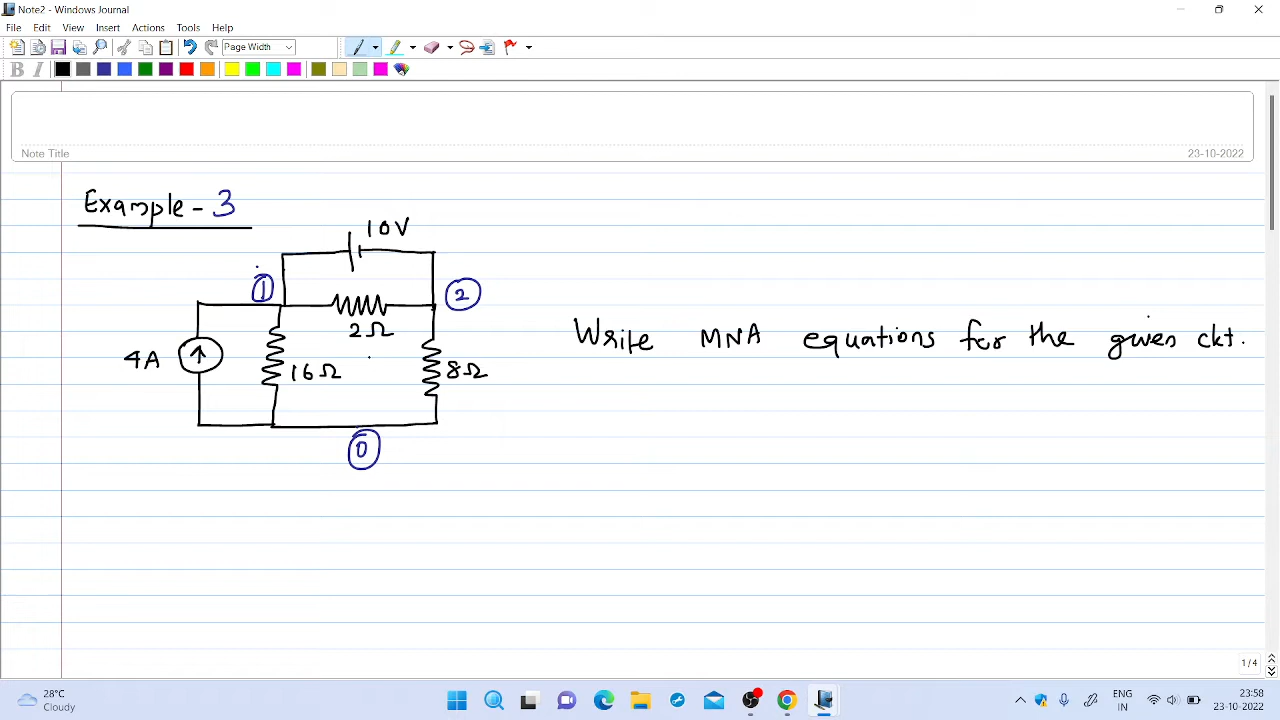 Note2 - Windows Journal
File Edit View Insert Actions Tools Help
Page Width
B I
Note Title
23-10-2022
Example - 3
10V
1
2
2Ω
4A
16Ω
8Ω
0
Write MNA equations for the given ckt.
1/4
28°C
Cloudy
ENG
IN
23:58
23-10-2022